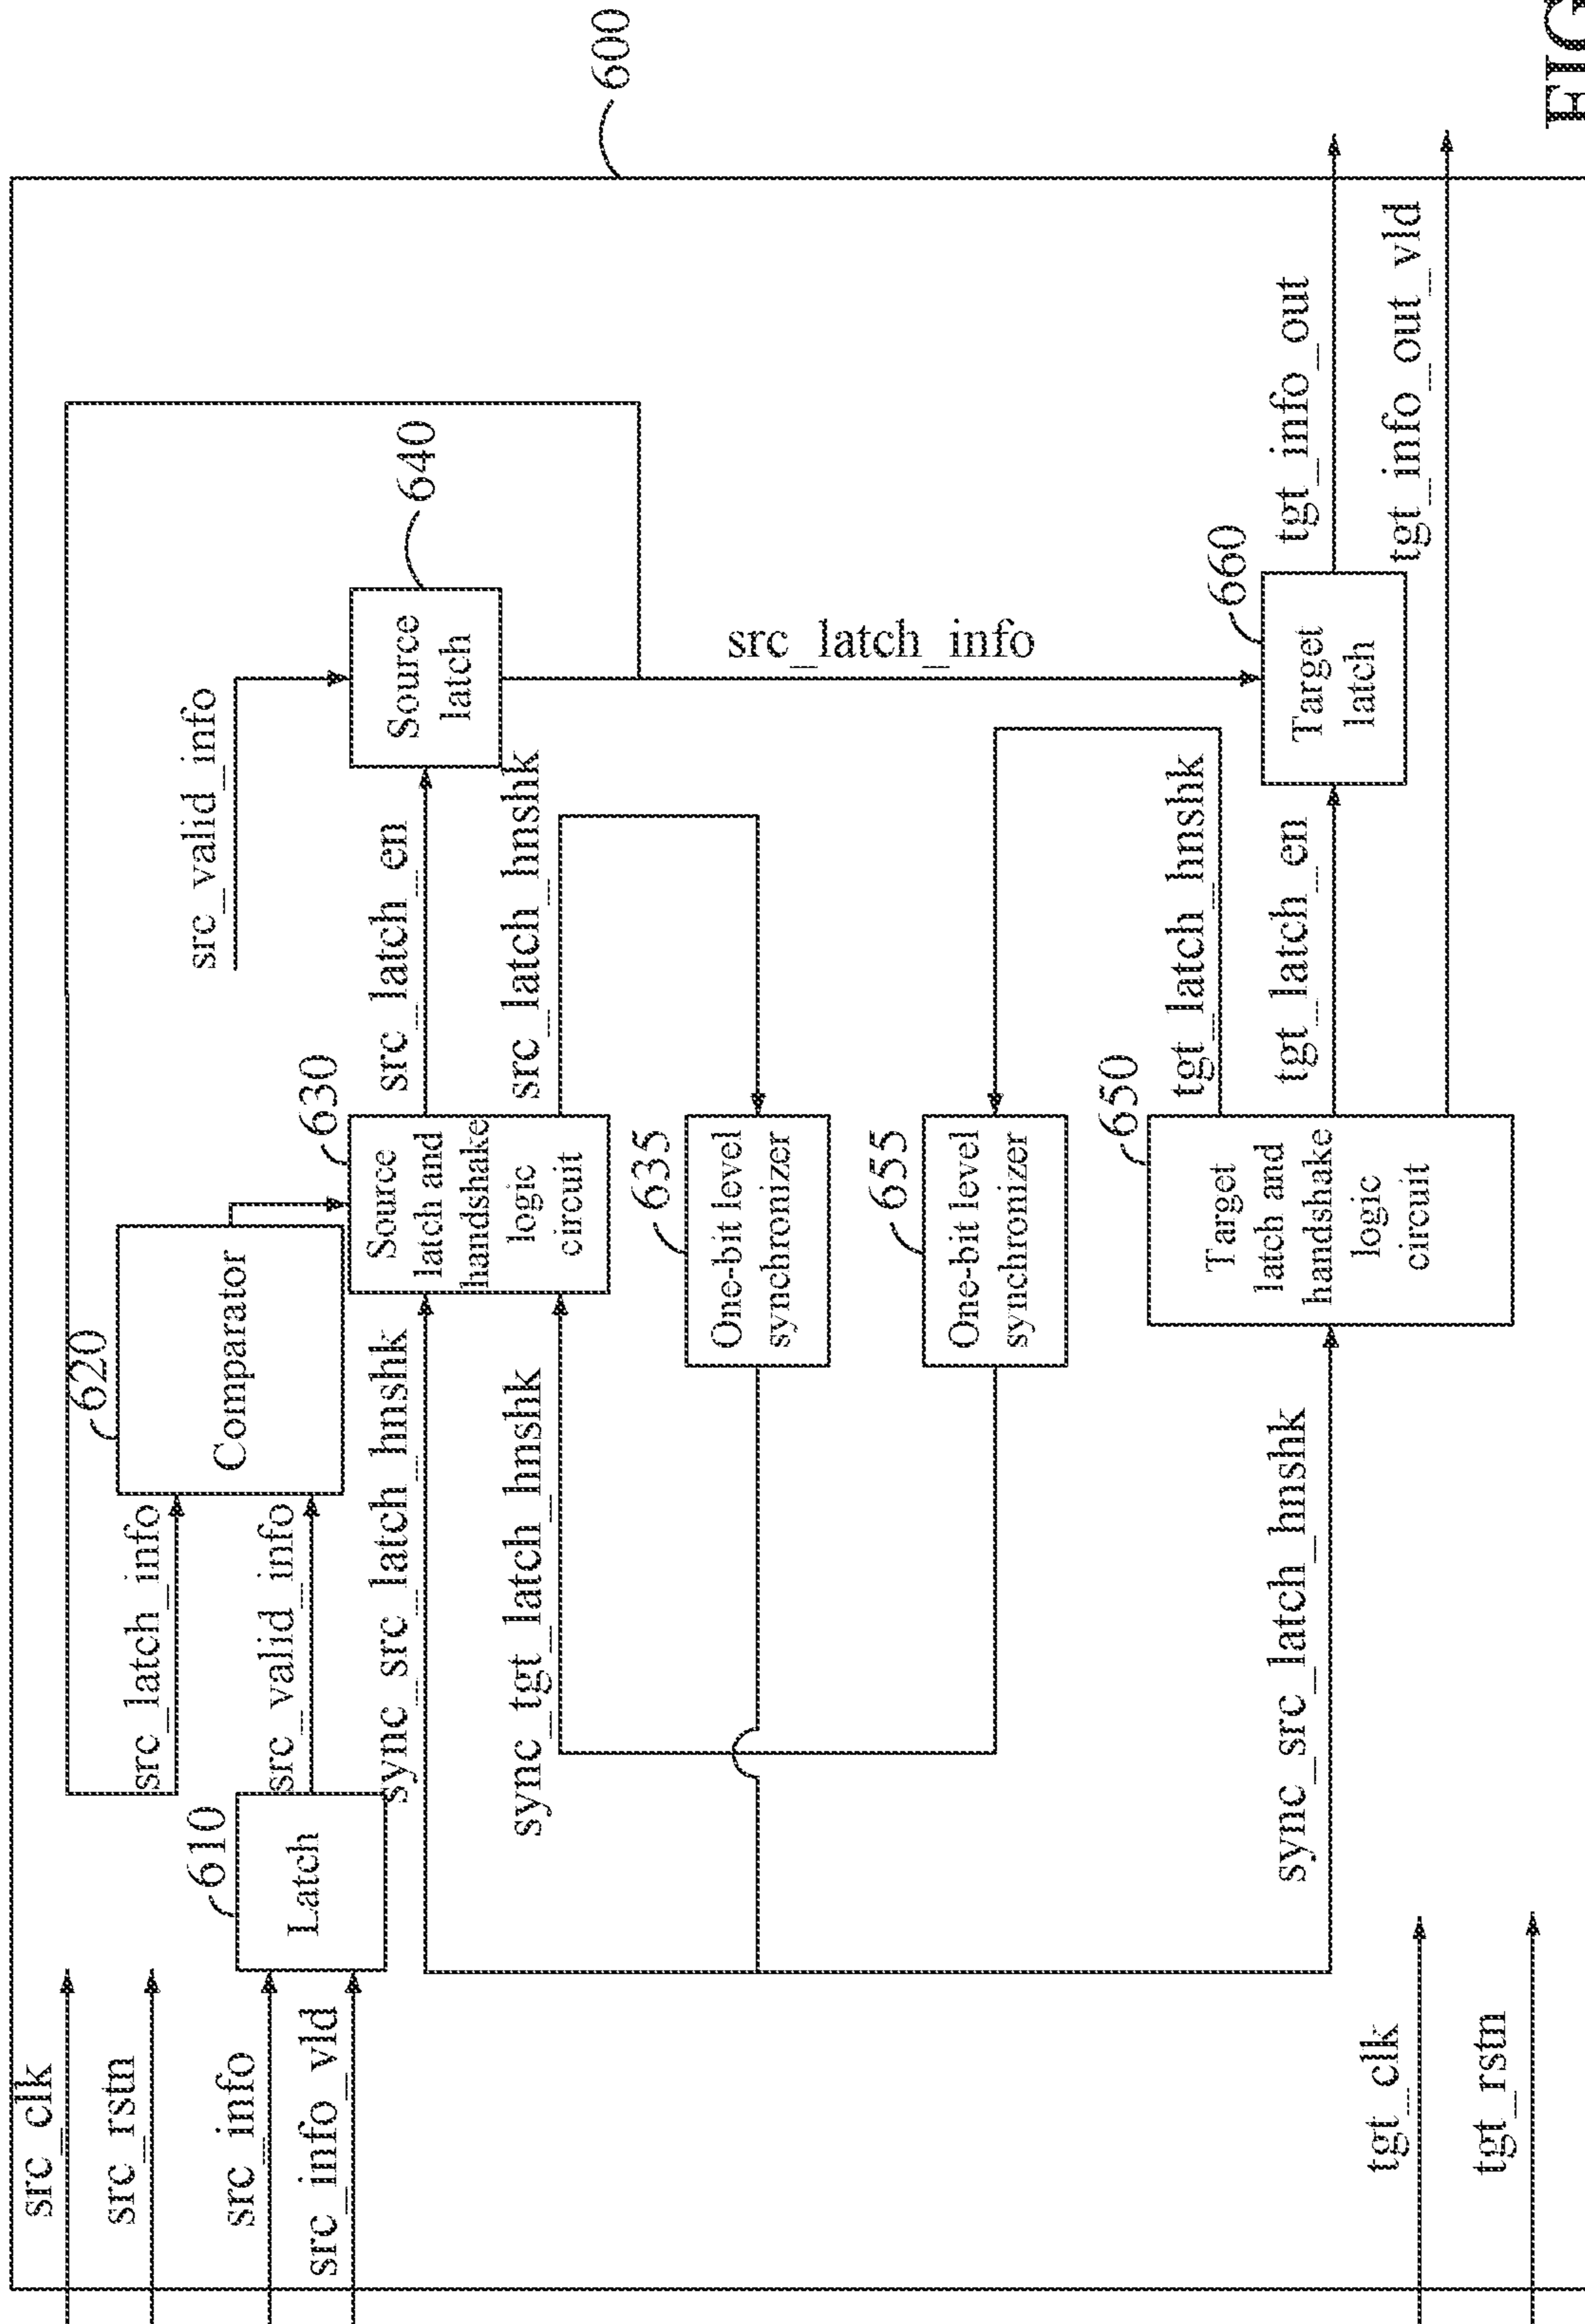 600
src_clk
src_rstn
src_info
src_info_vld
610
Latch
src_latch_info
src_valid_info
620
Comparator
sync_src_latch_hnshk
sync_tgt_latch_hnshk
630
Source
latch and
handshake
logic
circuit
src_valid_info
src_latch_en
src_latch_hnshk
640
Source
latch
635
One-bit level
synchronizer
655
One-bit level
synchronizer
src_latch_info
sync_src_latch_hnshk
650
Target
latch and
handshake
logic
circuit
tgt_latch_hnshk
tgt_latch_en
660
Target
latch
tgt_info_out
tgt_info_out_vld
tgt_clk
tgt_rstn
FIG